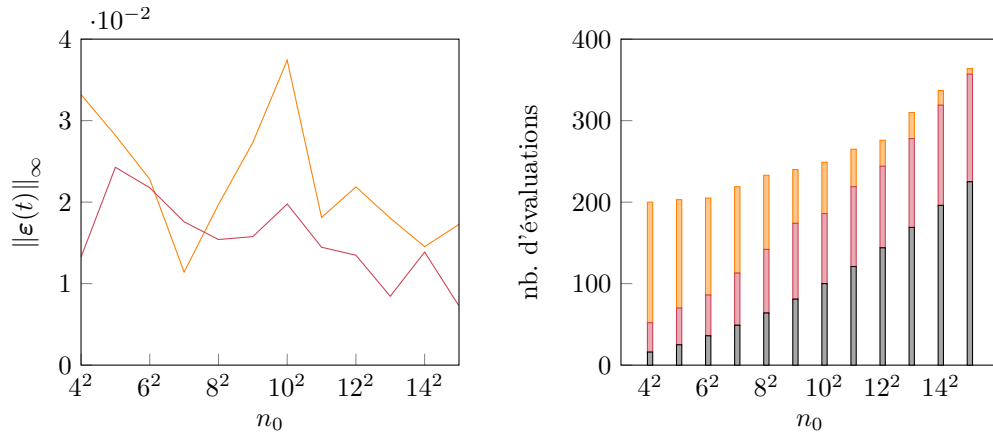 ·10⁻²
4
3
2
1
0
4² 6² 8² 10² 12² 14²
n₀
‖ε(t)‖∞
400
300
200
100
0
4² 6² 8² 10² 12² 14²
n₀
nb. d'évaluations